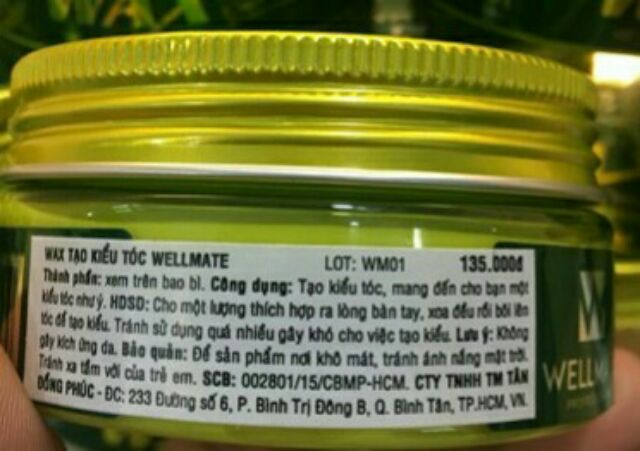 WAX TẠO KIỂU TÓC WELLMATE LOT: WM01 135.000đ
Thành phần: xem trên bao bì. Công dụng: Tạo kiểu tóc, mang đến cho bạn một
kiểu tóc như ý. HDSD: Cho một lượng thích hợp ra lòng bàn tay, xoa đều rồi bôi lên
tóc để tạo kiểu. Tránh sử dụng quá nhiều gây khó cho việc tạo kiểu. Lưu ý: Không
gây kích ứng da. Bảo quản: Để sản phẩm nơi khô mát, tránh ánh nắng mặt trời.
Tránh xa tầm với của trẻ em. SCB: 002801/15/CBMP-HCM. CTY TNHH TM TÂN
ĐỒNG PHÚC - ĐC: 233 Đường số 6, P. Bình Trị Đông B, Q. Bình Tân, TP.HCM, VN.
W
WELLM